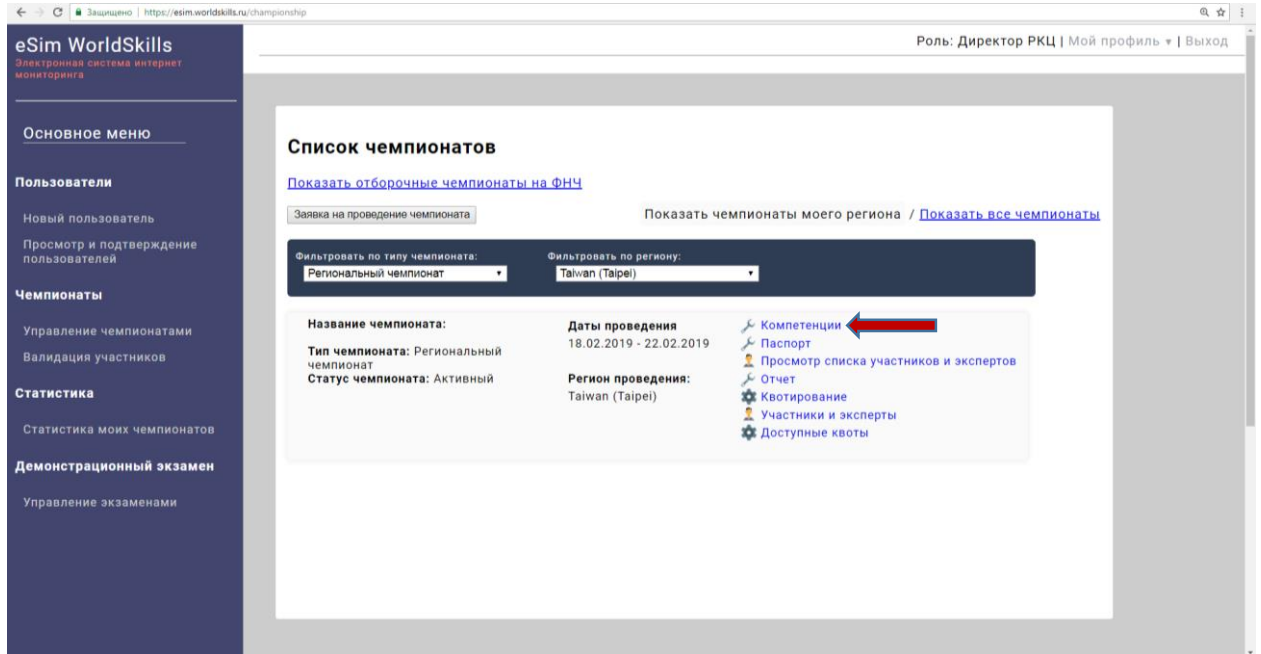 Защищено | https://esim.worldskills.ru/championship
eSim WorldSkills
Электронная система интернет
мониторинга
Роль: Директор РКЦ | Мой профиль ▾ | Выход
Основное меню
Пользователи
Новый пользователь
Просмотр и подтверждение
пользователей
Чемпионаты
Управление чемпионатами
Валидация участников
Статистика
Статистика моих чемпионатов
Демонстрационный экзамен
Управление экзаменами
Список чемпионатов
Показать отборочные чемпионаты на ФНЧ
Заявка на проведение чемпионата
Показать чемпионаты моего региона / Показать все чемпионаты
Фильтровать по типу чемпионата:
Региональный чемпионат
Фильтровать по региону:
Taiwan (Taipei)
Название чемпионата:
Тип чемпионата: Региональный
чемпионат
Статус чемпионата: Активный
Даты проведения
18.02.2019 - 22.02.2019
Регион проведения:
Taiwan (Taipei)
Компетенции
Паспорт
Просмотр списка участников и экспертов
Отчет
Квотирование
Участники и эксперты
Доступные квоты